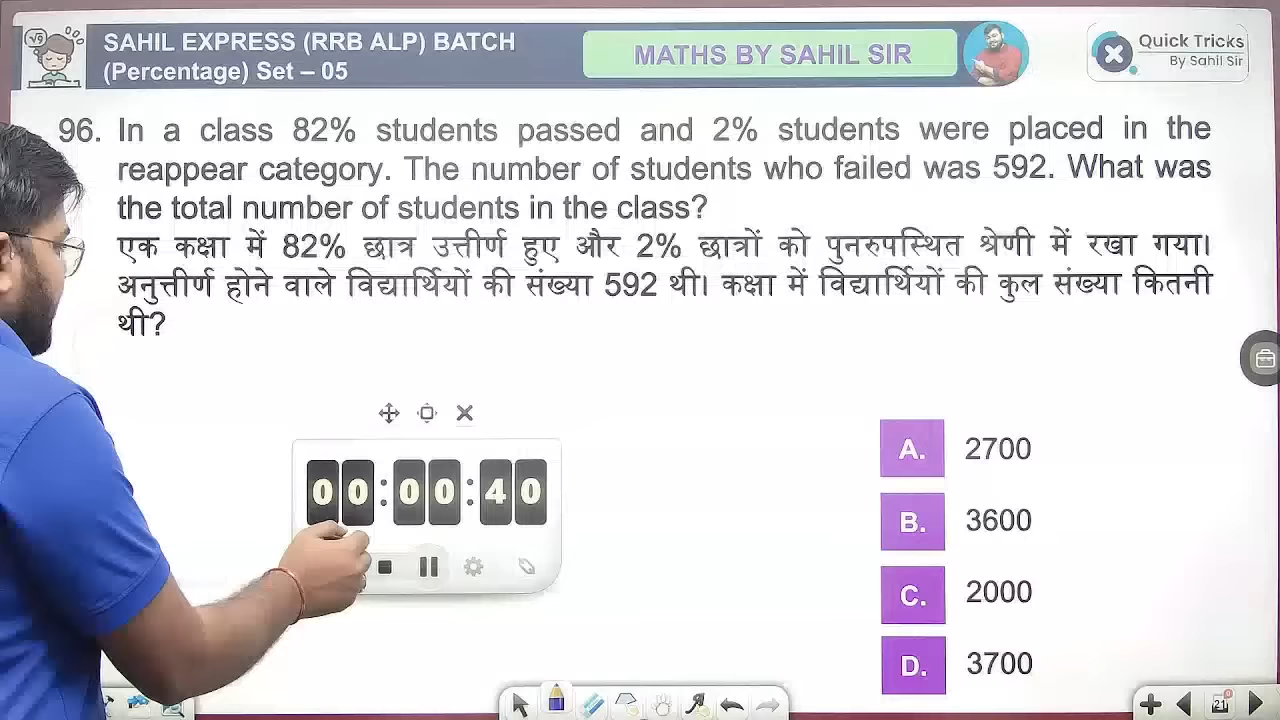 SAHIL EXPRESS (RRB ALP) BATCH
(Percentage) Set – 05
MATHS BY SAHIL SIR
Quick Tricks
By Sahil Sir
96. In a class 82% students passed and 2% students were placed in the
reappear category. The number of students who failed was 592. What was
the total number of students in the class?
एक कक्षा में 82% छात्र उत्तीर्ण हुए और 2% छात्रों को पुनरुपस्थित श्रेणी में रखा गया।
अनुत्तीर्ण होने वाले विद्यार्थियों की संख्या 592 थी। कक्षा में विद्यार्थियों की कुल संख्या कितनी
थी?
00:00:40
A. 2700
B. 3600
C. 2000
D. 3700
21